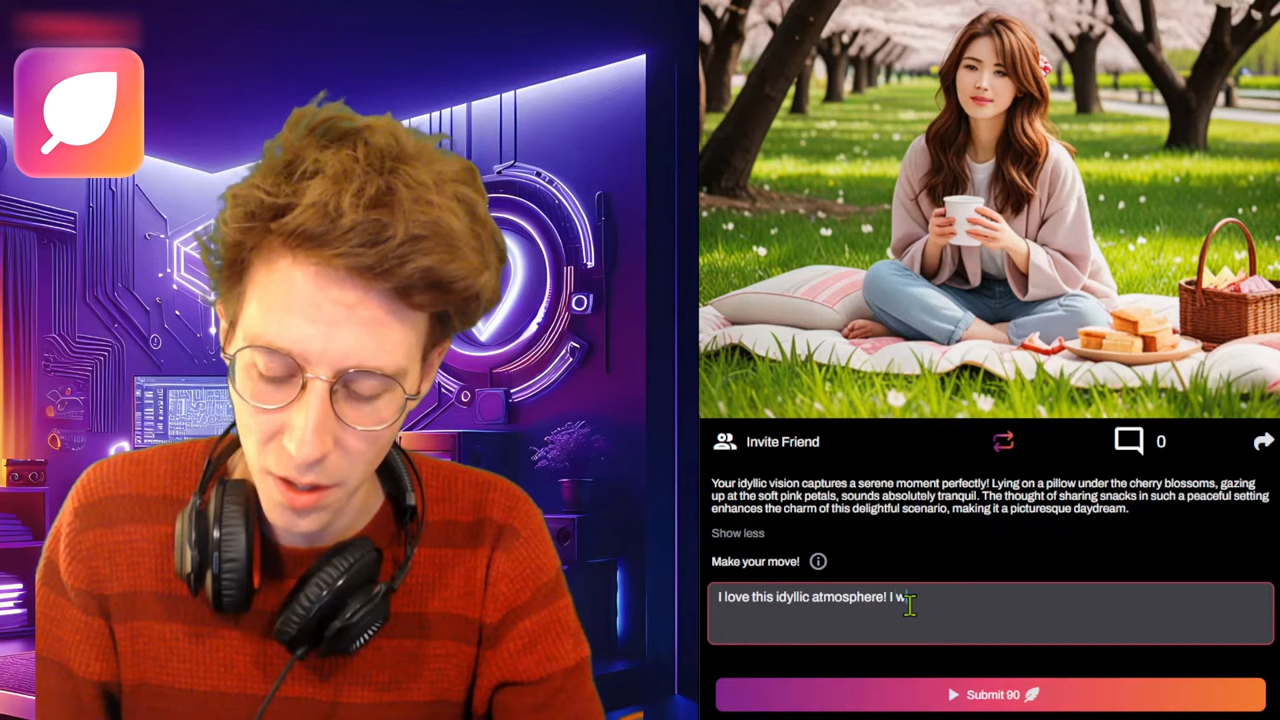 Invite Friend
0
Your idyllic vision captures a serene moment perfectly! Lying on a pillow under the cherry blossoms, gazing
up at the soft pink petals, sounds absolutely tranquil. The thought of sharing snacks in such a peaceful setting
enhances the charm of this delightful scenario, making it a picturesque daydream.
Show less
Make your move!
I love this idyllic atmosphere! I w
Submit 90